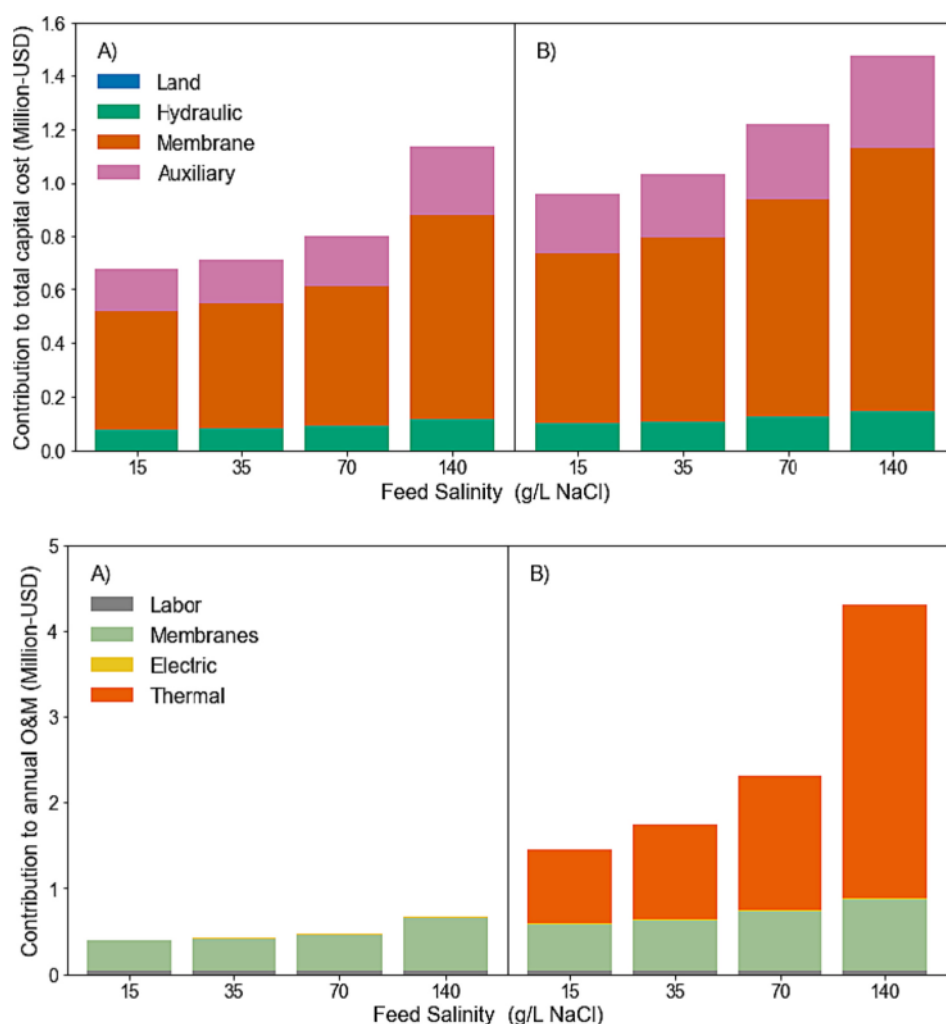 Contribution to total capital cost (Million-USD)
1.6
1.4
1.2
1.0
0.8
0.6
0.4
0.2
0.0
A)
Land
Hydraulic
Membrane
Auxiliary
B)
15 35 70 140 15 35 70 140
Feed Salinity (g/L NaCl)
Contribution to annual O&M (Million-USD)
5
4
3
2
1
0
A)
Labor
Membranes
Electric
Thermal
B)
15 35 70 140 15 35 70 140
Feed Salinity (g/L NaCl)